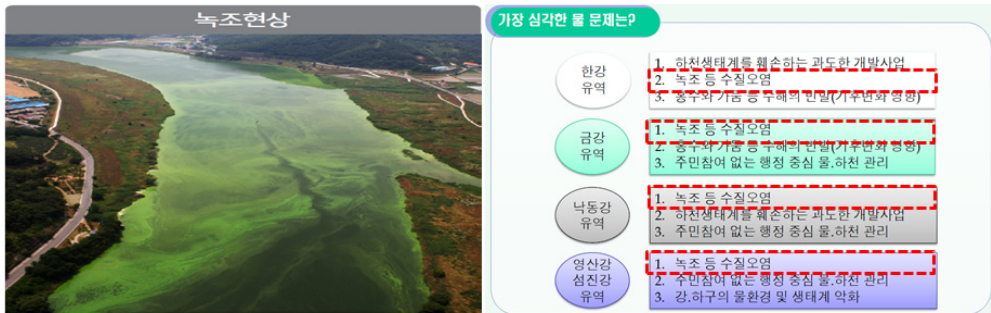 녹조현상
가장 심각한 물 문제는?
한강
유역
1. 하천생태계를 훼손하는 과도한 개발사업
2. 녹조 등 수질오염
3. 홍수와 가뭄 등 수해의 빈발(기후변화 영향)
금강
유역
1. 녹조 등 수질오염
2. 홍수와 가뭄 등 수해의 빈발(기후변화 영향)
3. 주민참여 없는 행정 중심 물.하천 관리
낙동강
유역
1. 녹조 등 수질오염
2. 하천생태계를 훼손하는 과도한 개발사업
3. 주민참여 없는 행정 중심 물.하천 관리
영산강
섬진강
유역
1. 녹조 등 수질오염
2. 주민참여 없는 행정 중심 물.하천 관리
3. 강.하구의 물환경 및 생태계 악화